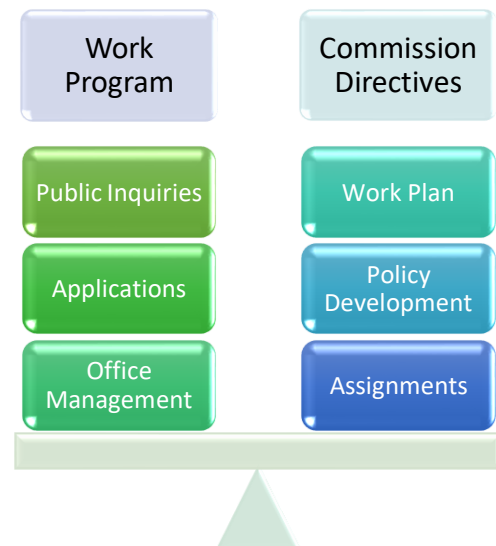 Work
Program
Commission
Directives
Public Inquiries
Work Plan
Applications
Policy
Development
Office
Management
Assignments